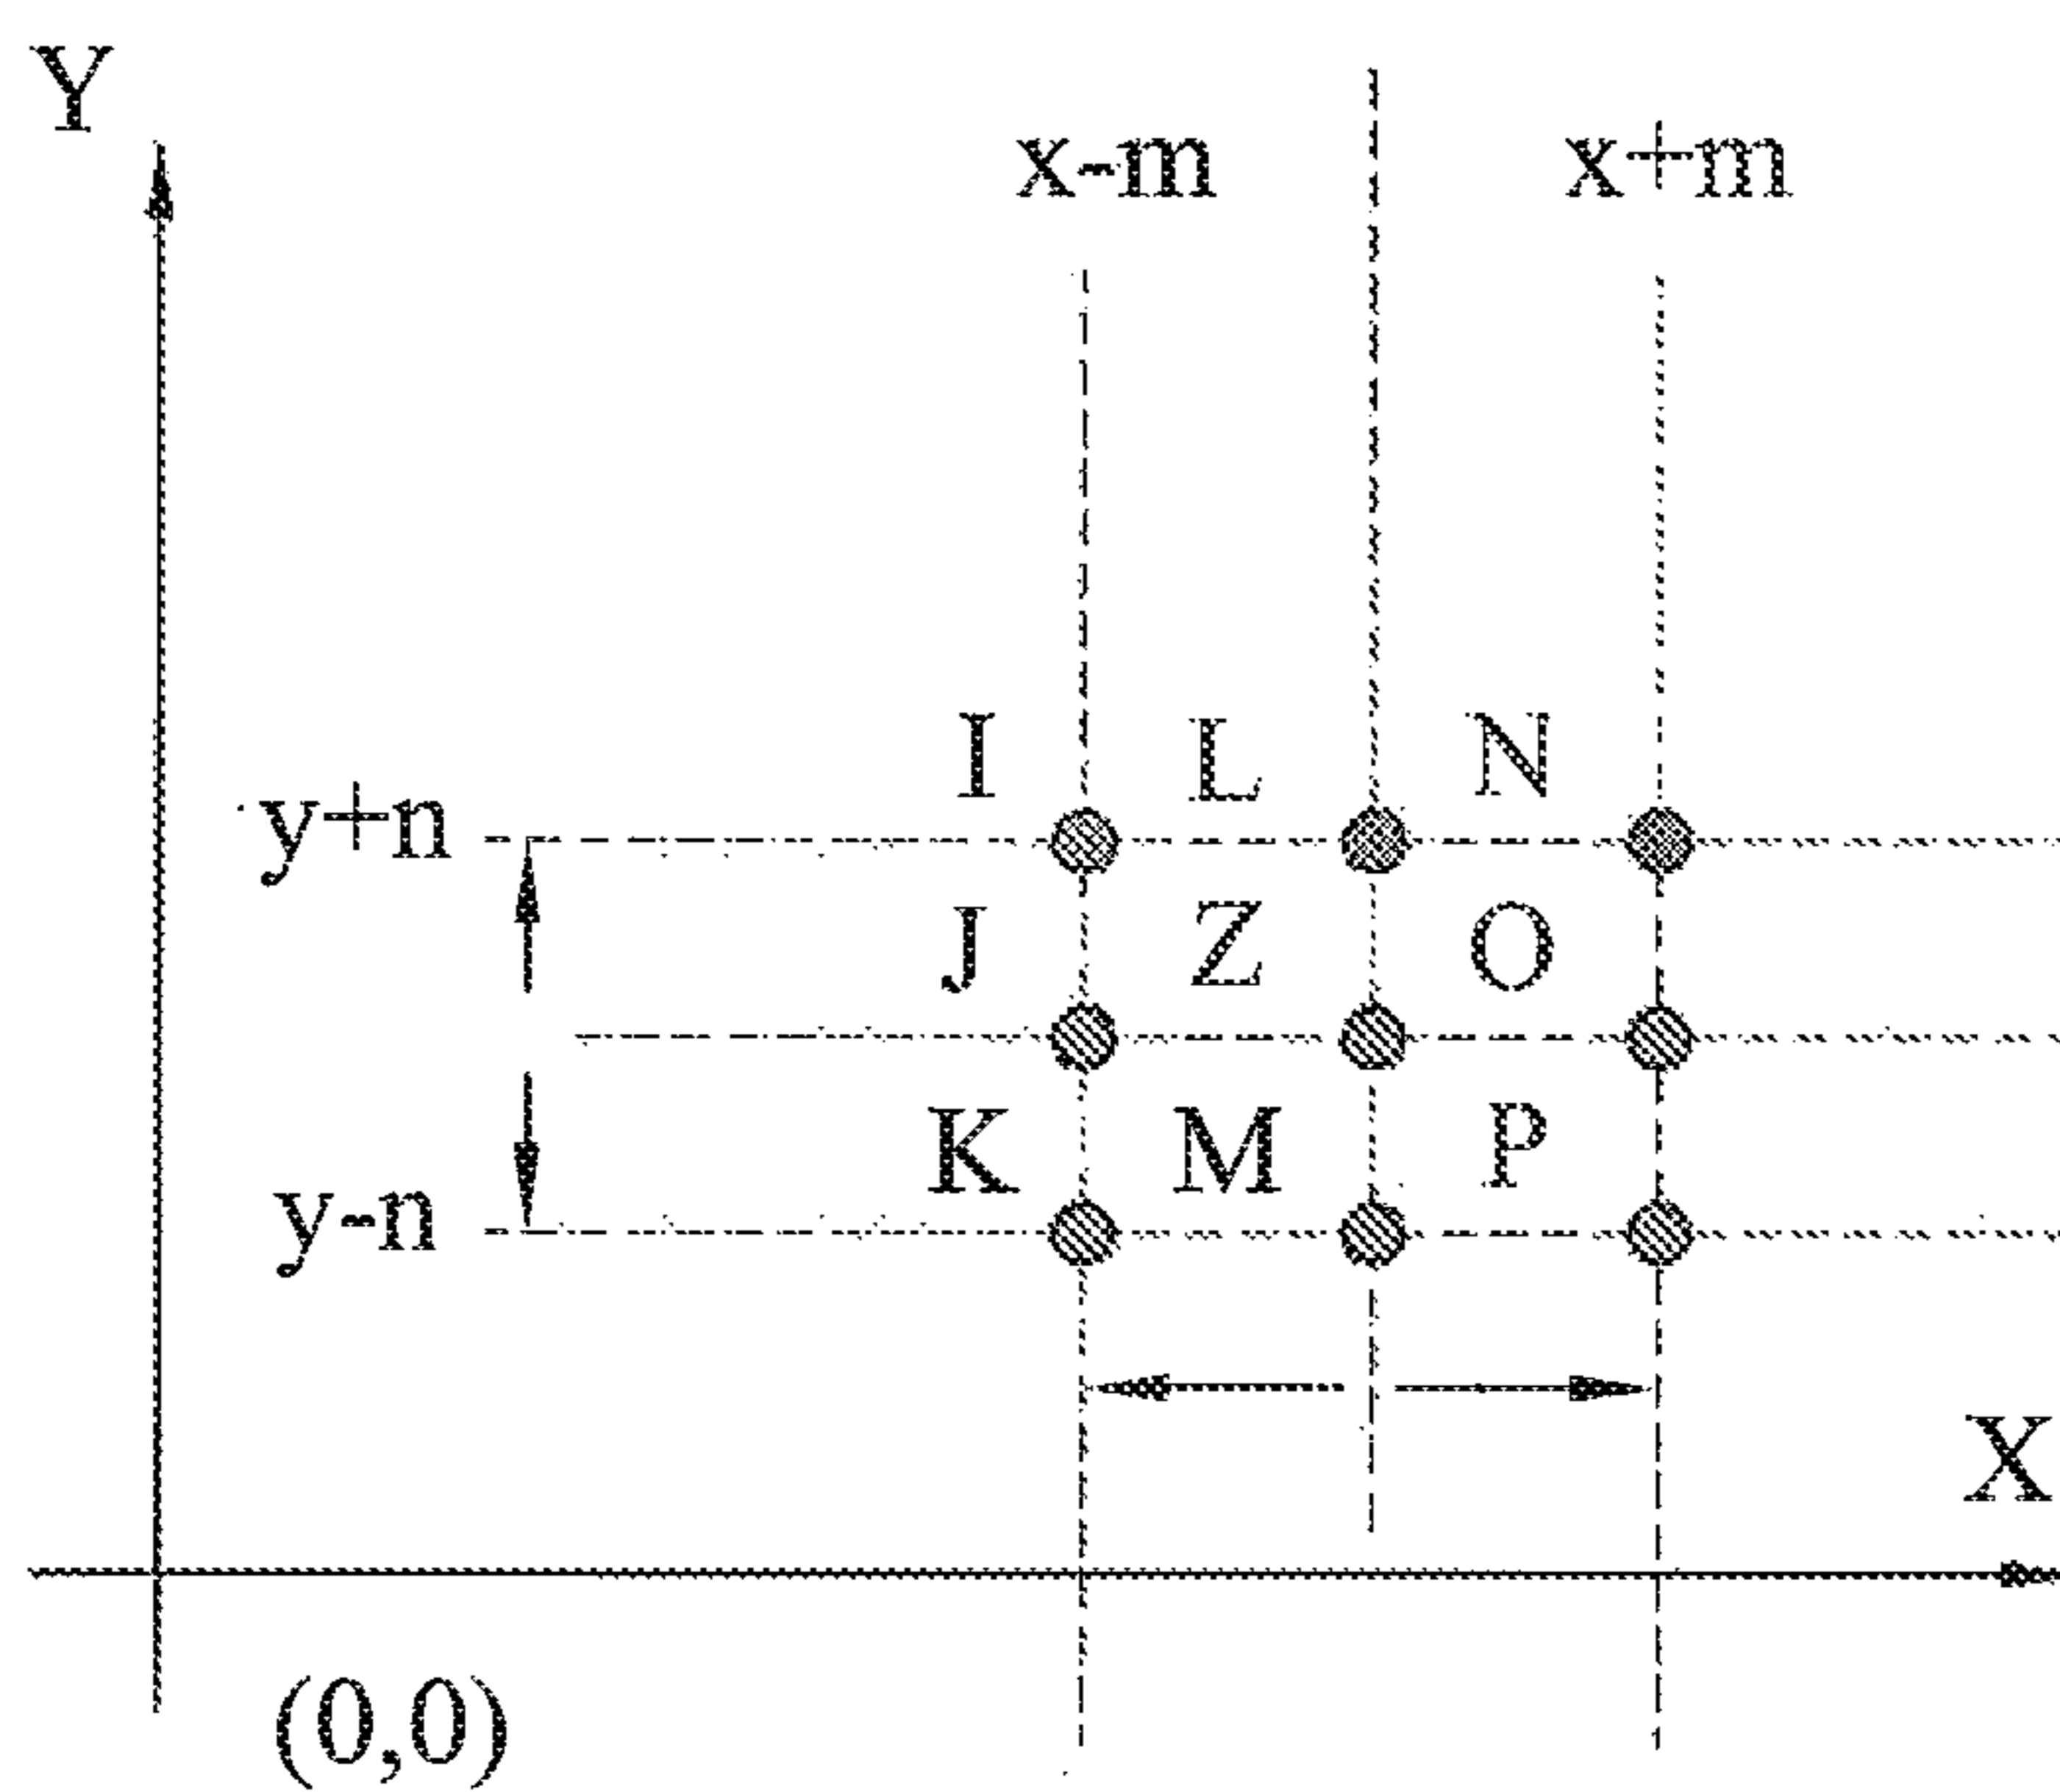 Y
x-m x+m
I L N
y+n
J Z O
K M P
y-n
X
(0,0)